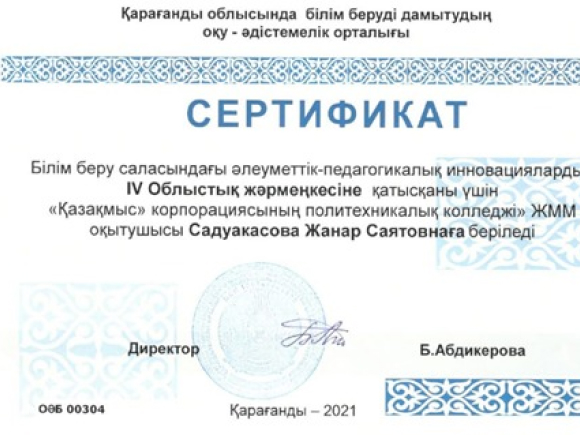 Қарағанды облысында білім беруді дамытудың
оқу - әдістемелік орталығы
СЕРТИФИКАТ
Білім беру саласындағы әлеуметтік-педагогикалық инновациялардь
IV Облыстық жәрмеңкесіне қатысқаны үшін
«Қазақмыс» корпорациясының политехникалық колледжі» ЖММ
оқытушысы Садуакасова Жанар Саятовнаға беріледі
Директор
Б.Абдикерова
ОӘБ 00304
Қарағанды – 2021